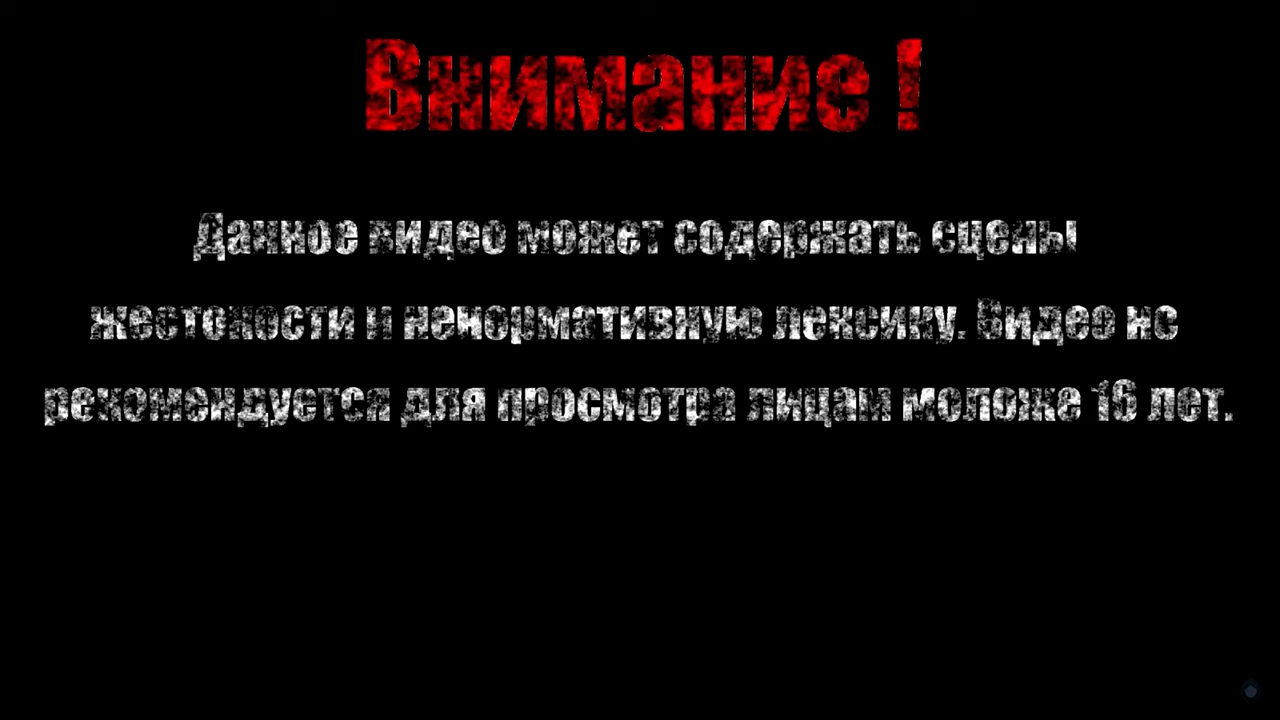 Внимание !
Данное видео может содержать сцены
жестокости и ненормативную лексику. Видео не
рекомендуется для просмотра лицам моложе 16 лет.